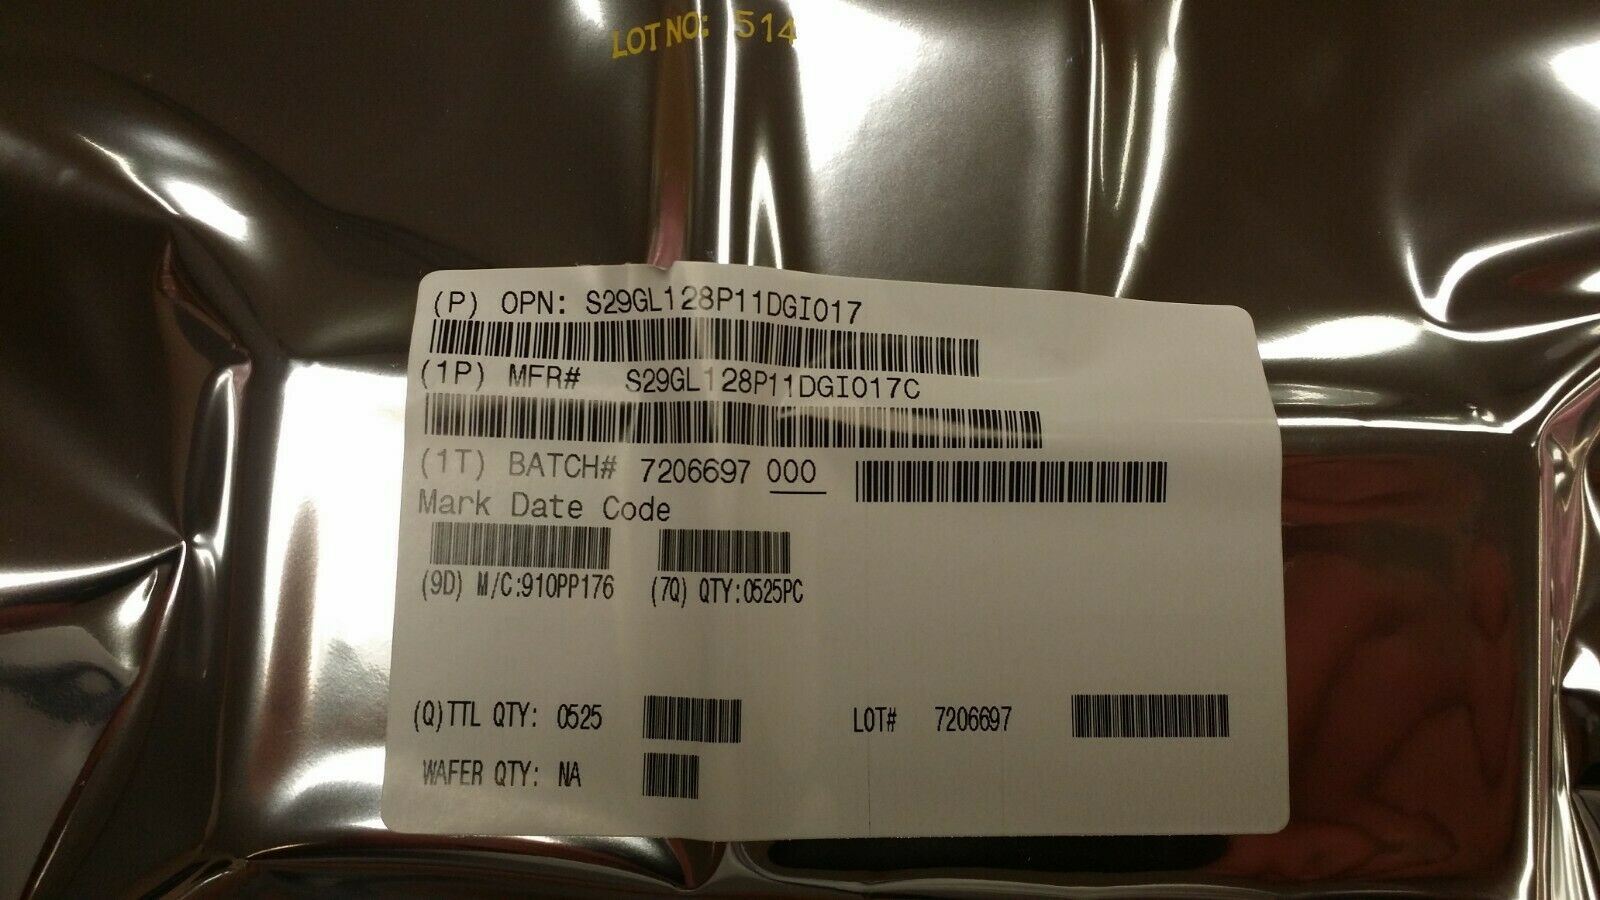 LOT NO: 514
(P) OPN: S29GL128P11DGI017
(1P) MFR# S29GL128P11DGI017C
(1T) BATCH# 7206697 000
Mark Date Code
(9D) M/C:910PP176 (7Q) QTY:0525PC
(Q)TTL QTY: 0525 LOT# 7206697
WAFER QTY: NA